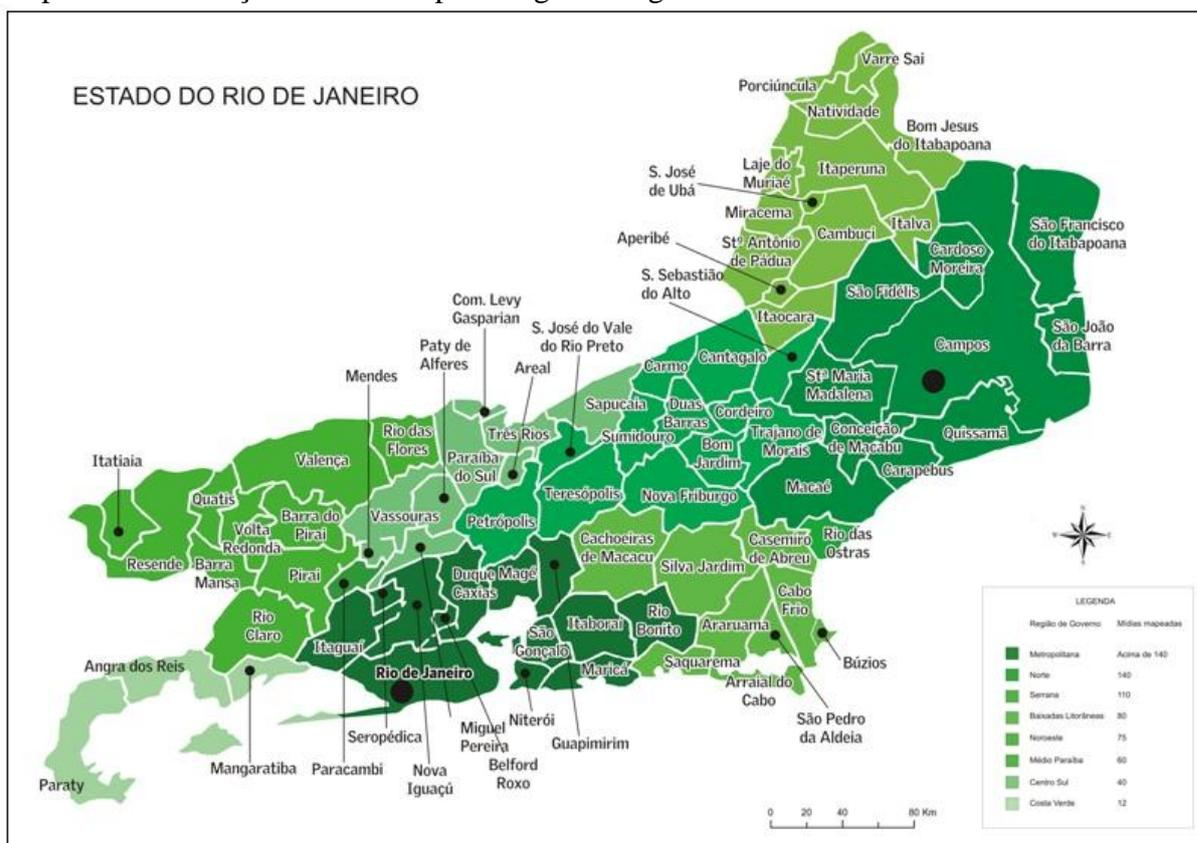 ESTADO DO RIO DE JANEIRO
Varre Sai
Porciúncula
Natividade
Bom Jesus
do Itabapoana
Laje do
Muriaé
Itaperuna
S. José
de Ubá
Miracema
Cambuci
Italva
São Francisco
do Itabapoana
Aperibé
Stº Antônio
de Pádua
Cardoso
Moreira
S. Sebastião
do Alto
São Fidélis
Itaocara
São João
da Barra
Com. Levy
Gasparian
S. José do Vale
do Rio Preto
Campos
Paty de
Alferes
Areal
Carmo
Cantagalo
Mendes
Stª Maria
Madalena
Sapucaia
Duas
Barras
Cordeiro
Rio das
Flores
Três Rios
Sumidouro
Trajano de
Morais
Conceição
de Macabu
Quissamã
Itatiaia
Valença
Paraíba
do Sul
Bom
Jardim
Carapebus
Quatis
Teresópolis
Nova Friburgo
Macaé
Volta
Redonda
Barra do
Pirai
Vassouras
Petrópolis
Rio das
Ostras
Resende
Barra
Mansa
Pirai
Cachoeiras
de Macacu
Casemiro
de Abreu
Silva Jardim
Duque
Caxias
Magé
Cabo
Frio
Rio
Claro
Itaguaí
Itaboraí
Rio
Bonito
Araruama
São
Gonçalo
Angra dos Reis
Rio de Janeiro
Maricá
Saquarema
Búzios
Arraial do
Cabo
São Pedro
da Aldeia
Niterói
Guapimirim
Miguel
Pereira
Seropédica
Belford
Roxo
Mangaratiba
Paracambi
Nova
Iguaçú
Paraty
N
W
E
S
0 20 40 80 Km
LEGENDA
Região de Governo Mídias mapeadas
Metropolitana Acima de 140
Norte 140
Serrana 110
Baixadas Litorâneas 80
Noroeste 75
Médio Paraíba 60
Centro Sul 40
Costa Verde 12